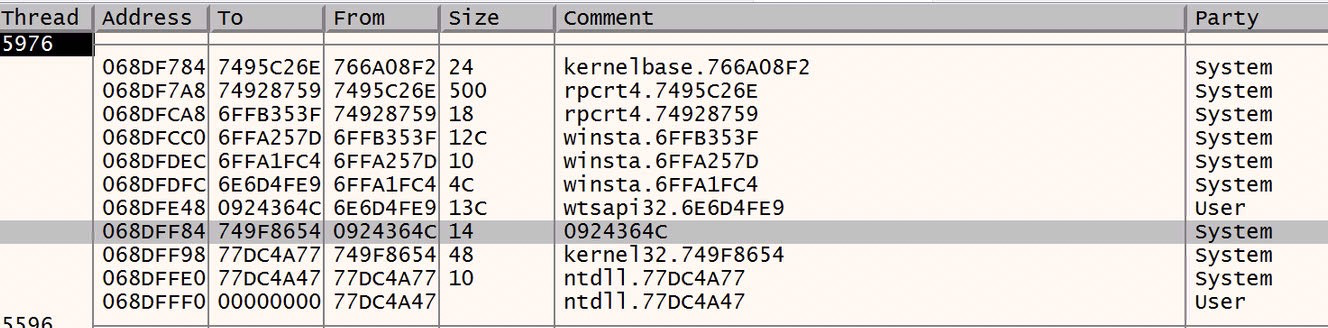 Thread Address To From Size Comment Party
5976
068DF784 7495C26E 766A08F2 24 kernelbase.766A08F2 System
068DF7A8 74928759 7495C26E 500 rpcrt4.7495C26E System
068DFCA8 6FFB353F 74928759 18 rpcrt4.74928759 System
068DFCC0 6FFA257D 6FFB353F 12C winsta.6FFB353F System
068DFDEC 6FFA1FC4 6FFA257D 10 winsta.6FFA257D System
068DFDFC 6E6D4FE9 6FFA1FC4 4C winsta.6FFA1FC4 System
068DFE48 0924364C 6E6D4FE9 13C wtsapi32.6E6D4FE9 User
068DFF84 749F8654 0924364C 14 0924364C System
068DFF98 77DC4A77 749F8654 48 kernel32.749F8654 System
068DFFE0 77DC4A47 77DC4A77 10 ntdll.77DC4A77 System
068DFFF0 00000000 77DC4A47 ntdll.77DC4A47 User
5596